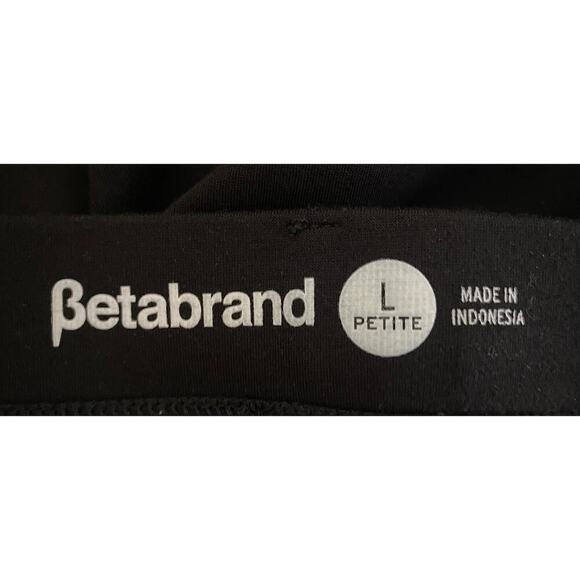 βetabrand
L
PETITE
MADE IN
INDONESIA